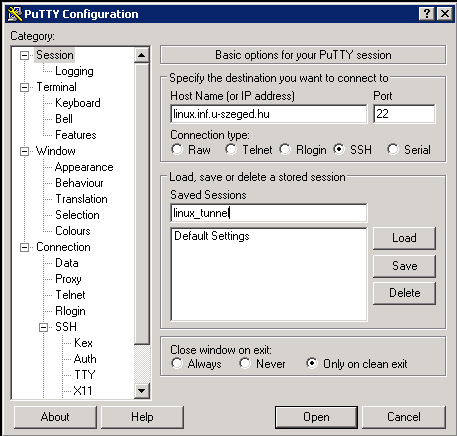 PuTTY Configuration
Category:
Session
Logging
Terminal
Keyboard
Bell
Features
Window
Appearance
Behaviour
Translation
Selection
Colours
Connection
Data
Proxy
Telnet
Rlogin
SSH
Kex
Auth
TTY
X11
Basic options for your PuTTY session
Specify the destination you want to connect to
Host Name (or IP address) Port
linux.inf.u-szeged.hu 22
Connection type:
Raw Telnet Rlogin SSH Serial
Load, save or delete a stored session
Saved Sessions
linux_tunnel
Default Settings
Load
Save
Delete
Close window on exit:
Always Never Only on clean exit
About Help Open Cancel